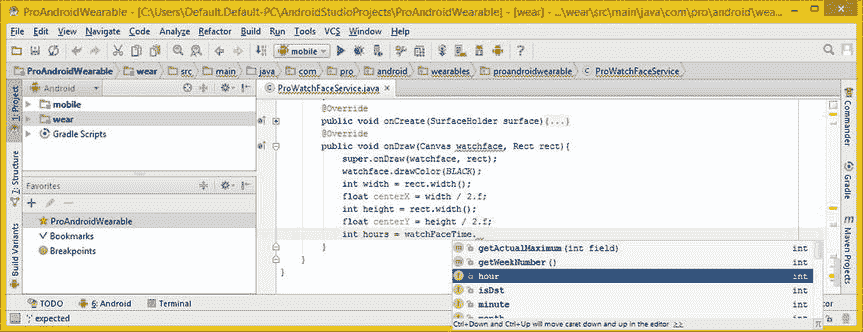 ProAndroidWearable - [C:\Users\Default.Default-PC\AndroidStudioProjects\ProAndroidWearable] - [wear] - ...\wear\src\main\java\com\pro\android\wea...
File Edit View Navigate Code Analyze Refactor Build Run Tools VCS Window Help
mobile
ProAndroidWearable wear src main java com pro android wearables proandroidwearable ProWatchFaceService
Android
ProWatchFaceService.java
1: Project
7: Structure
2: Favorites
Build Variants
mobile
wear
Gradle Scripts
Favorites
ProAndroidWearable
Bookmarks
Breakpoints
@Override
public void onCreate(SurfaceHolder surface){...}
@Override
public void onDraw(Canvas watchface, Rect rect){
super.onDraw(watchface, rect);
watchface.drawColor(BLACK);
int width = rect.width();
float centerX = width / 2.f;
int height = rect.width();
float centerY = height / 2.f;
int hours = watchFaceTime.
}
}
}
getActualMaximum(int field) int
getWeekNumber() int
hour int
isDst int
minute int
month int
Ctrl+Down and Ctrl+Up will move caret down and up in the editor >>
Commander
Gradle
Maven Projects
TODO 6: Android Terminal
';' expected